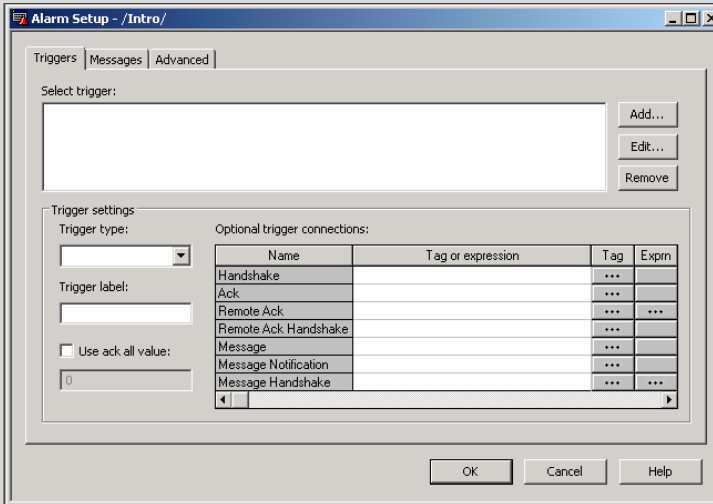 Alarm Setup - /Intro/
Triggers Messages Advanced
Select trigger:
Add...
Edit...
Remove
Trigger settings
Trigger type:
Optional trigger connections:
Name Tag or expression Tag Exprn
Handshake ...
Ack ...
Trigger label:
Remote Ack ... ...
Remote Ack Handshake ...
Use ack all value:
Message ...
Message Notification ...
0
Message Handshake ... ...
OK Cancel Help